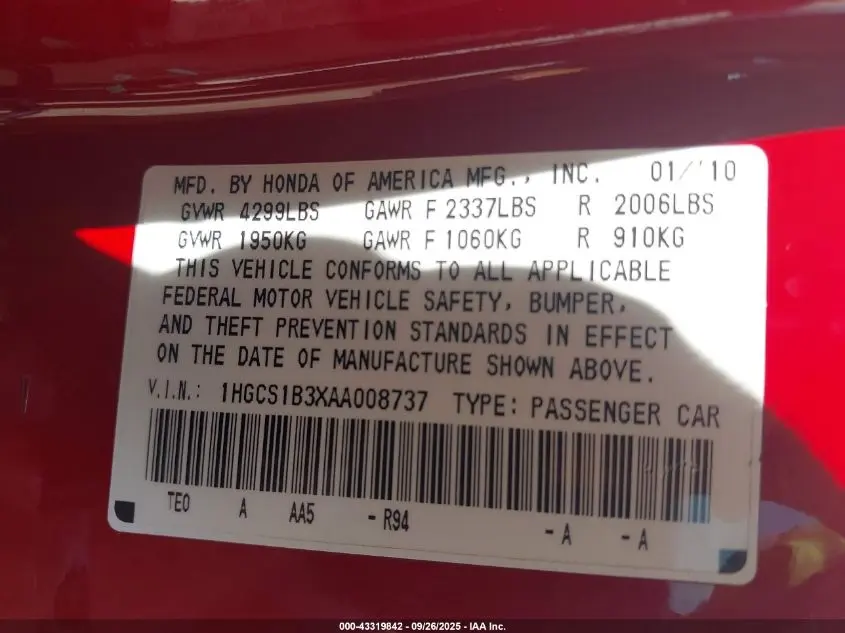 MFD. BY HONDA OF AMERICA MFG., INC. 01/'10
GVWR 4299LBS GAWR F 2337LBS R 2006LBS
GVWR 1950KG GAWR F 1060KG R 910KG
THIS VEHICLE CONFORMS TO ALL APPLICABLE
FEDERAL MOTOR VEHICLE SAFETY, BUMPER,
AND THEFT PREVENTION STANDARDS IN EFFECT
ON THE DATE OF MANUFACTURE SHOWN ABOVE.
V.I.N.: 1HGCS1B3XAA008737 TYPE: PASSENGER CAR
TE0 A AA5 - R94 - A - A
000-43319842 - 09/26/2025 - IAA Inc.